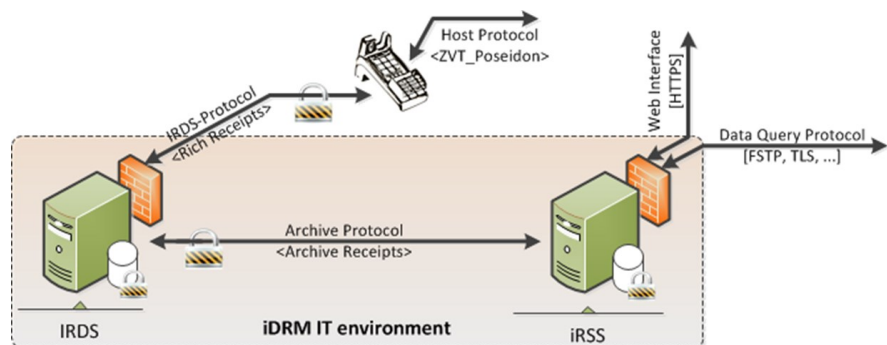 Host Protocol
<ZVT_Poseidon>
IRDS-Protocol
<Rich Receipts>
Web Interface
[HTTPS]
Data Query Protocol
[FSTP, TLS, ...]
Archive Protocol
<Archive Receipts>
IRDS
iDRM IT environment
iRSS